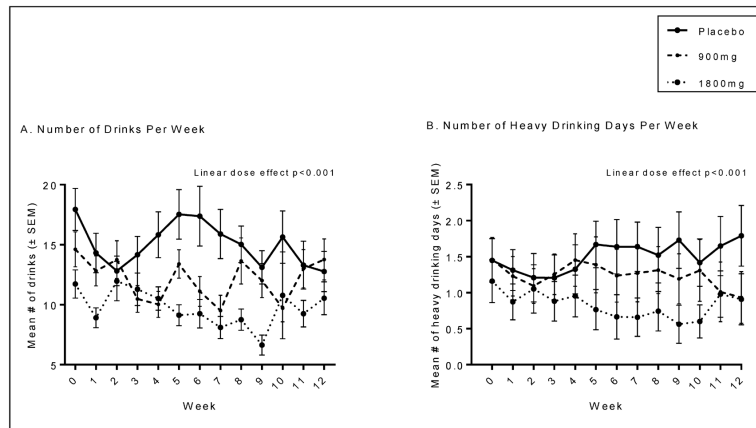 Placebo
900mg
1800mg
A. Number of Drinks Per Week
B. Number of Heavy Drinking Days Per Week
Linear dose effect p<0.001
20
15
10
5
Mean # of drinks (± SEM)
0 1 2 3 4 5 6 7 8 9 10 11 12
Week
Linear dose effect p<0.001
2.5
2.0
1.5
1.0
0.5
0.0
Mean # of heavy drinking days (± SEM)
0 1 2 3 4 5 6 7 8 9 10 11 12
Week